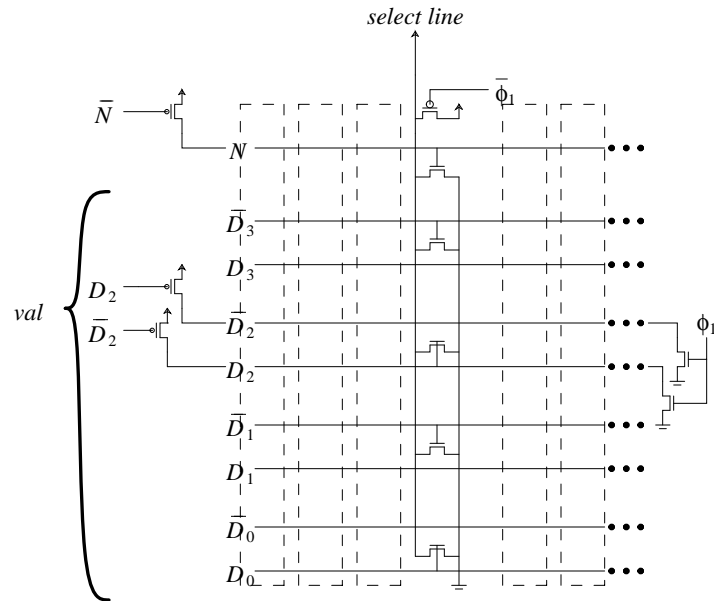 select line
N̅
ϕ̅₁
N
D̅₃
D₃
D₂
D̅₂
val
D̅₂
ϕ₁
D₂
D̅₁
D₁
D̅₀
D₀